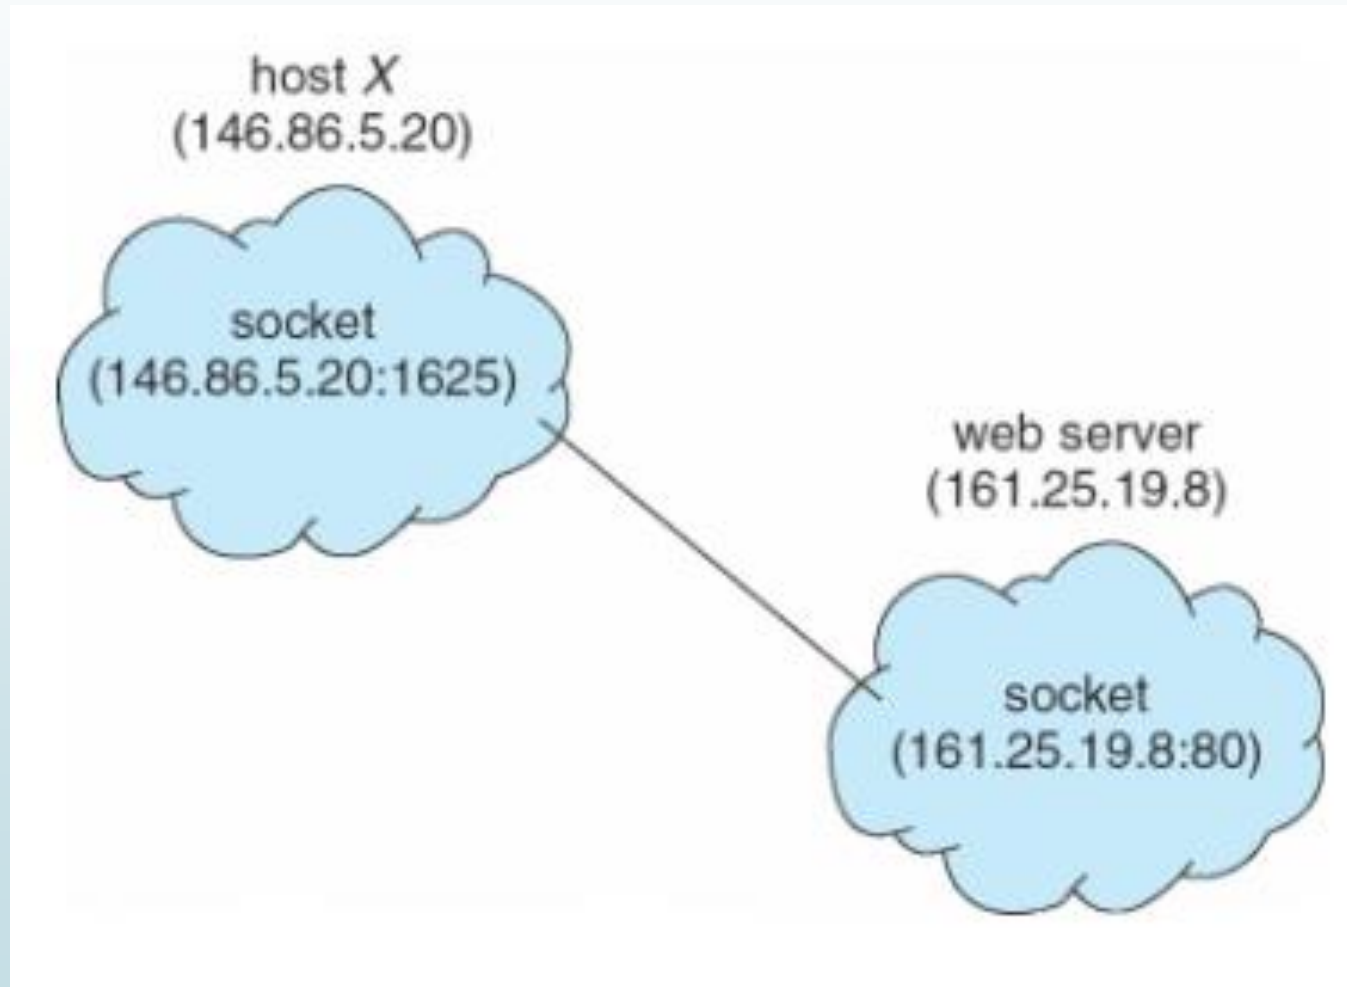 host X
(146.86.5.20)
socket
(146.86.5.20:1625)
web server
(161.25.19.8)
socket
(161.25.19.8:80)